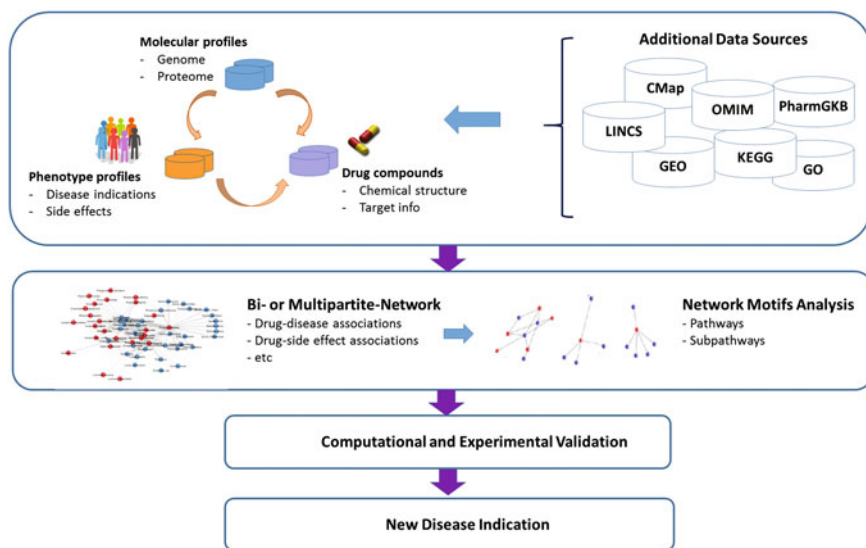 Molecular profiles
- Genome
- Proteome
Phenotype profiles
- Disease indications
- Side effects
Drug compounds
- Chemical structure
- Target info
Additional Data Sources
CMap
OMIM
PharmGKB
LINCS
GEO
KEGG
GO
Bi- or Multipartite-Network
- Drug-disease associations
- Drug-side effect associations
- etc
Network Motifs Analysis
- Pathways
- Subpathways
Computational and Experimental Validation
New Disease Indication